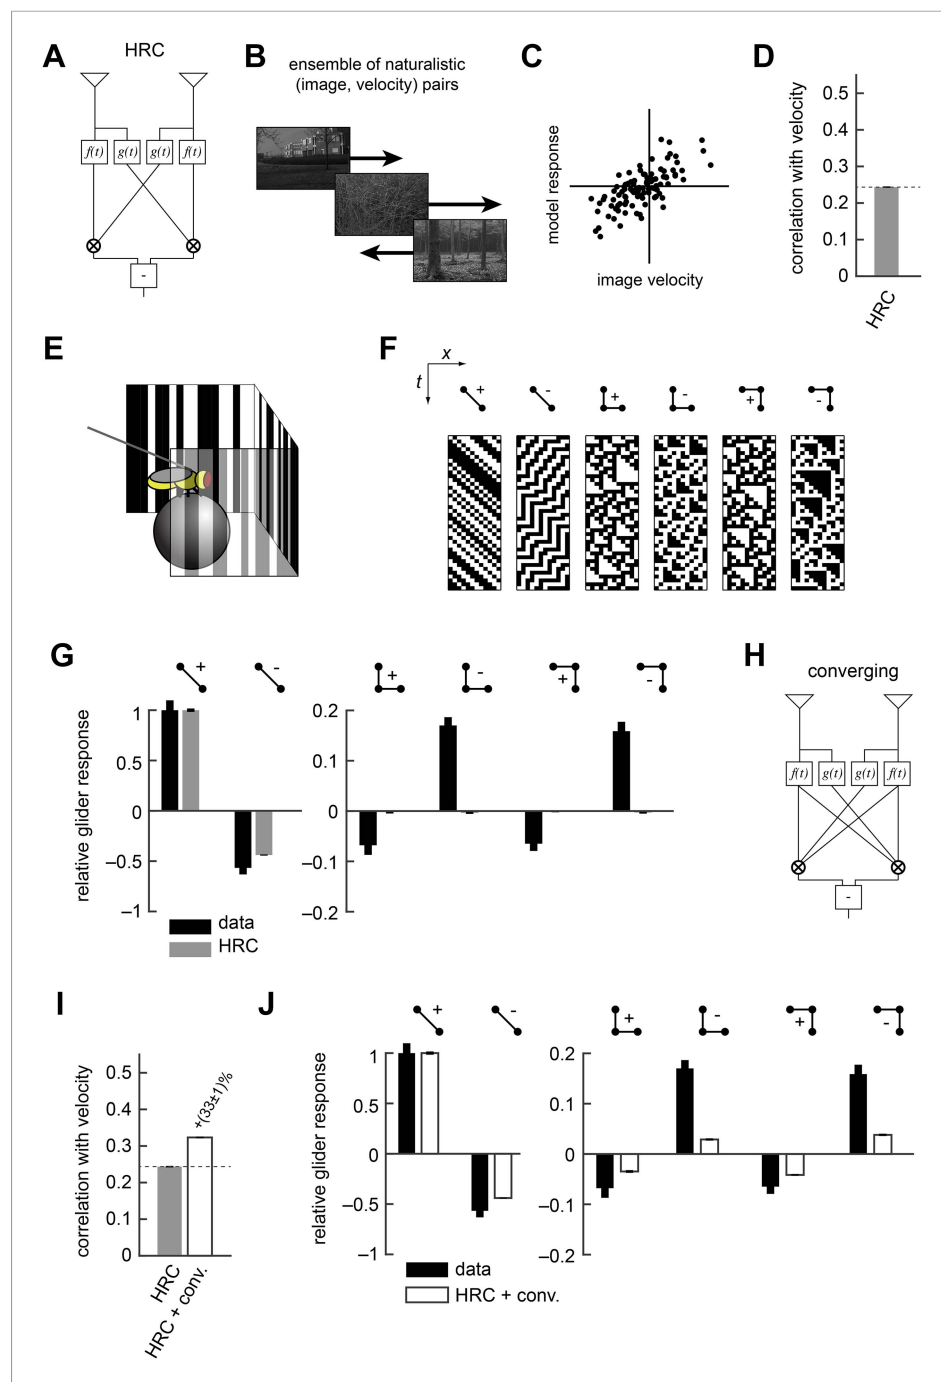 A
HRC
f(t)
g(t)
g(t)
f(t)
-
B
ensemble of naturalistic
(image, velocity) pairs
C
model response
image velocity
D
correlation with velocity
0.5
0.4
0.3
0.2
0.1
0
HRC
E
F
x
t
+
-
+
-
+
-
G
+
-
+
-
+
-
relative glider response
1
0.5
0
−0.5
−1
0.2
0.1
0
−0.1
−0.2
data
HRC
H
converging
f(t)
g(t)
g(t)
f(t)
-
I
correlation with velocity
0.5
0.4
0.3
0.2
0.1
0
+(33±1)%
HRC
HRC + conv.
J
+
-
+
-
+
-
relative glider response
1
0.5
0
−0.5
−1
0.2
0.1
0
−0.1
−0.2
data
HRC + conv.